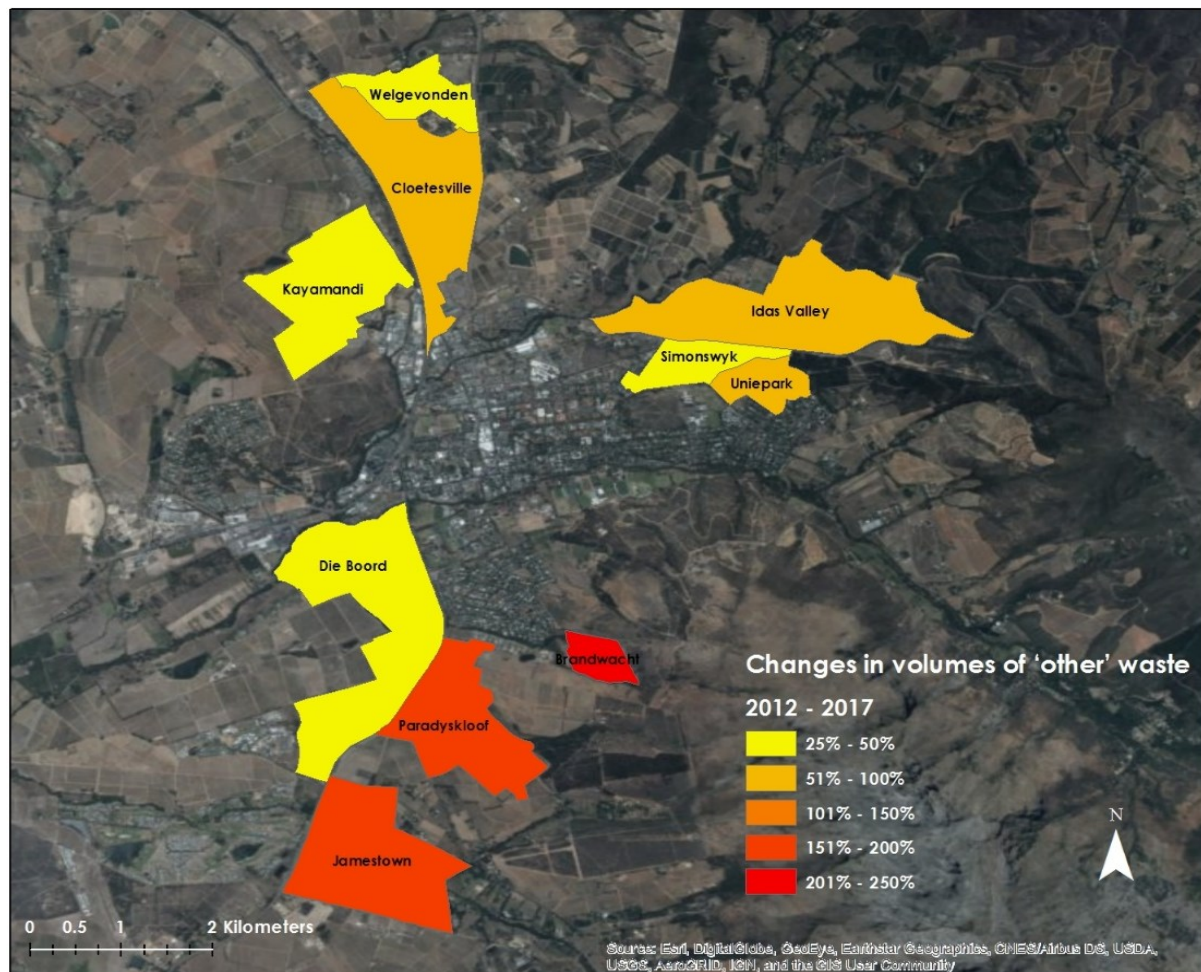 Welgevonden
Cloetesville
Kayamandi
Idas Valley
Simonswyk
Uniepark
Die Boord
Brandwacht
Paradyskloof
Jamestown
Changes in volumes of ‘other’ waste
2012 - 2017
25% - 50%
51% - 100%
101% - 150%
151% - 200%
201% - 250%
N
0 0.5 1 2 Kilometers
Source: Esri, DigitalGlobe, GeoEye, Earthstar Geographics, CNES/Airbus DS, USDA,
USGS, AeroGRID, IGN, and the GIS User Community